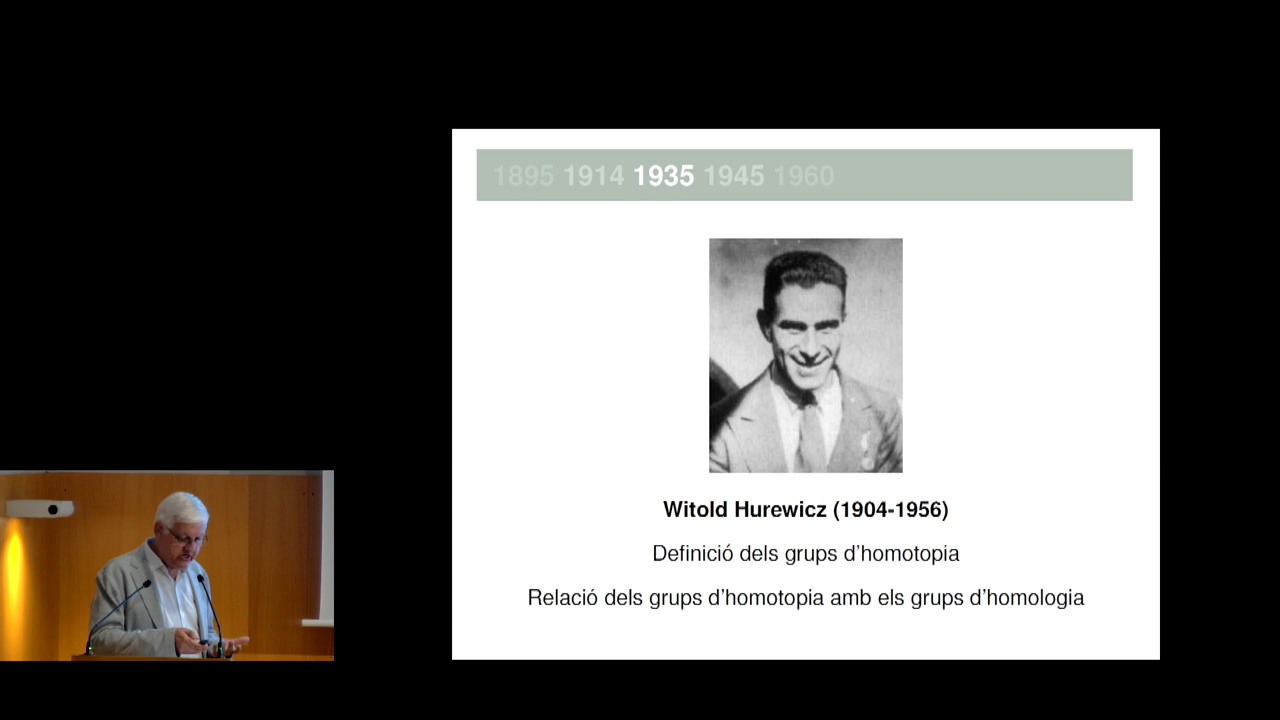 1895 1914 1935 1945 1960
Witold Hurewicz (1904-1956)
Definició dels grups d'homotopia
Relació dels grups d'homotopia amb els grups d'homologia